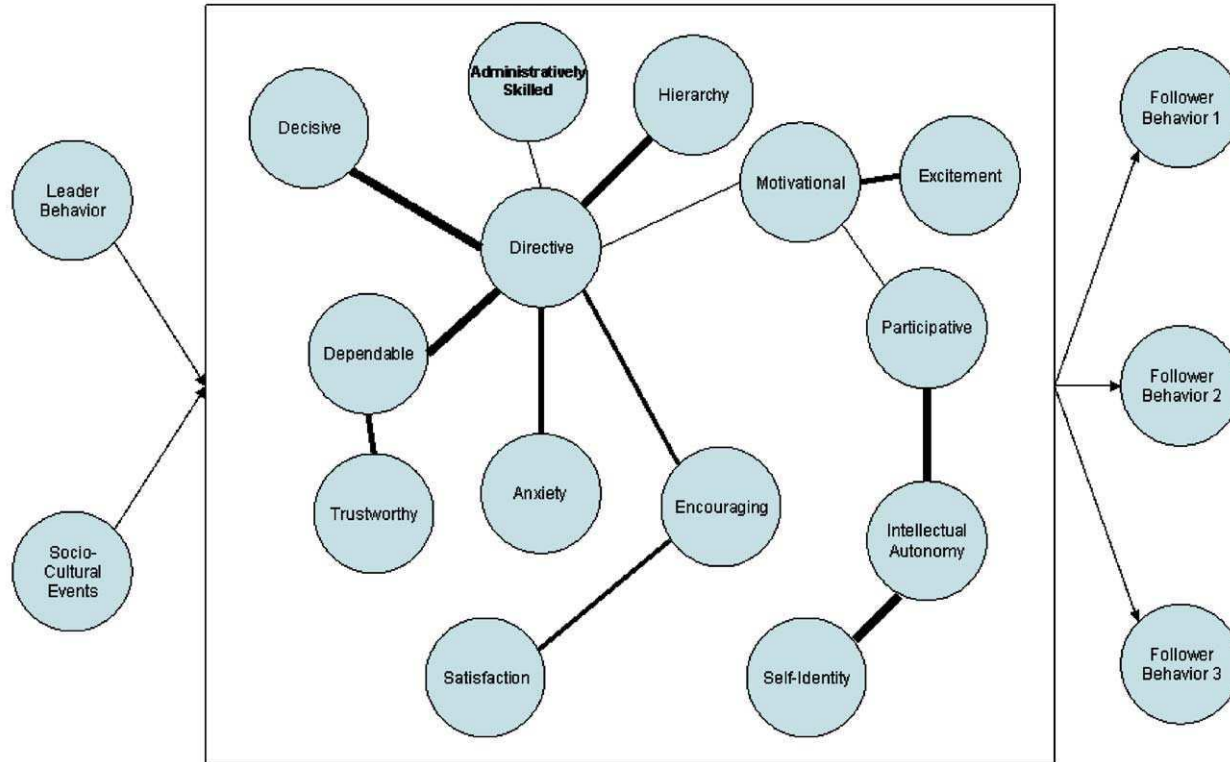 Leader
Behavior
Socio-
Cultural
Events
Administratively
Skilled
Hierarchy
Decisive
Motivational
Excitement
Directive
Participative
Dependable
Anxiety
Encouraging
Trustworthy
Intellectual
Autonomy
Satisfaction
Self-Identity
Follower
Behavior 1
Follower
Behavior 2
Follower
Behavior 3